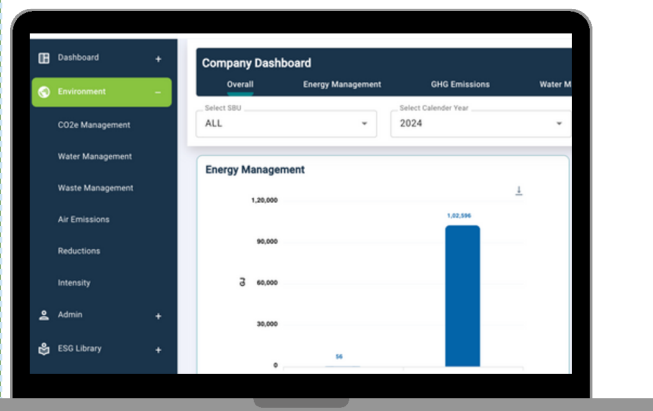 Dashboard +
Environment −
CO2e Management
Water Management
Waste Management
Air Emissions
Reductions
Intensity
Admin +
ESG Library +
Company Dashboard
Overall Energy Management GHG Emissions Water M
Select SBU Select Calender Year
ALL 2024
Energy Management
1,20,000
1,02,596
90,000
GJ
60,000
30,000
56
0